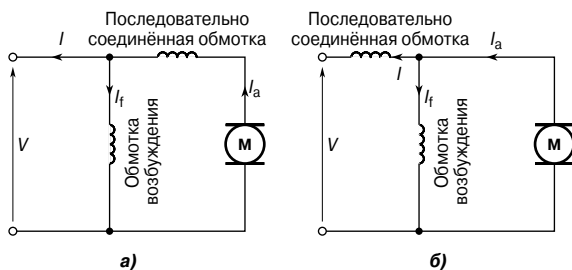 Последовательно
соединённая обмотка
I
I_f
I_a
V
Обмотка
возбуждения
М
а)
Последовательно
соединённая обмотка
I_a
I
I_f
V
Обмотка
возбуждения
М
б)